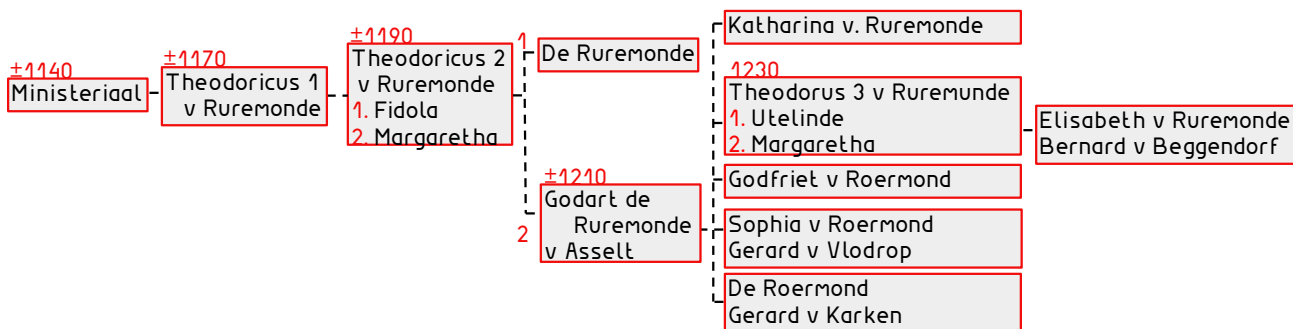 ±1140
Ministeriaal
±1170
Theodoricus 1
v Ruremonde
±1190
Theodoricus 2
v Ruremonde
1. Fidola
2. Margaretha
1
De Ruremonde
2
±1210
Godart de
Ruremonde
v Asselt
Katharina v. Ruremonde
1230
Theodorus 3 v Ruremunde
1. Utelinde
2. Margaretha
Elisabeth v Ruremonde
Bernard v Beggendorf
Godfriet v Roermond
Sophia v Roermond
Gerard v Vlodrop
De Roermond
Gerard v Karken